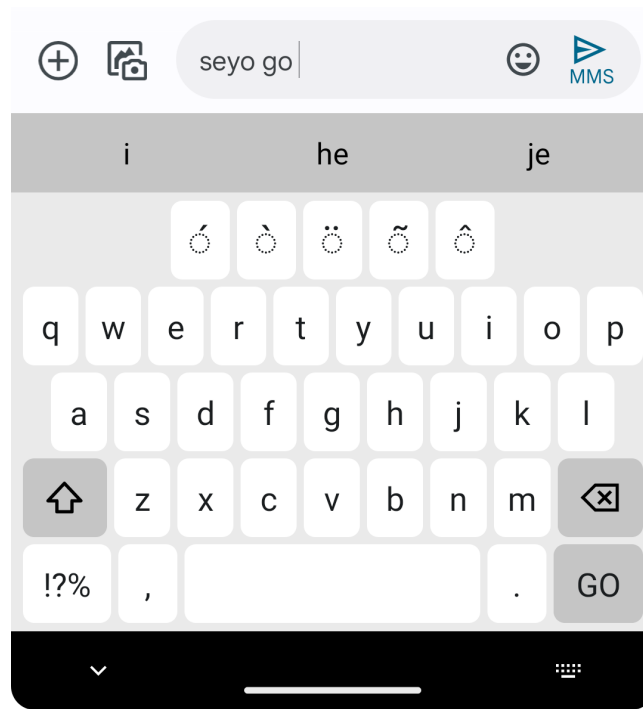 seyo go
MMS
i he je
◌́ ◌̀ ◌̈ ◌̃ ◌̂
q w e r t y u i o p
a s d f g h j k l
z x c v b n m
!?% , . GO